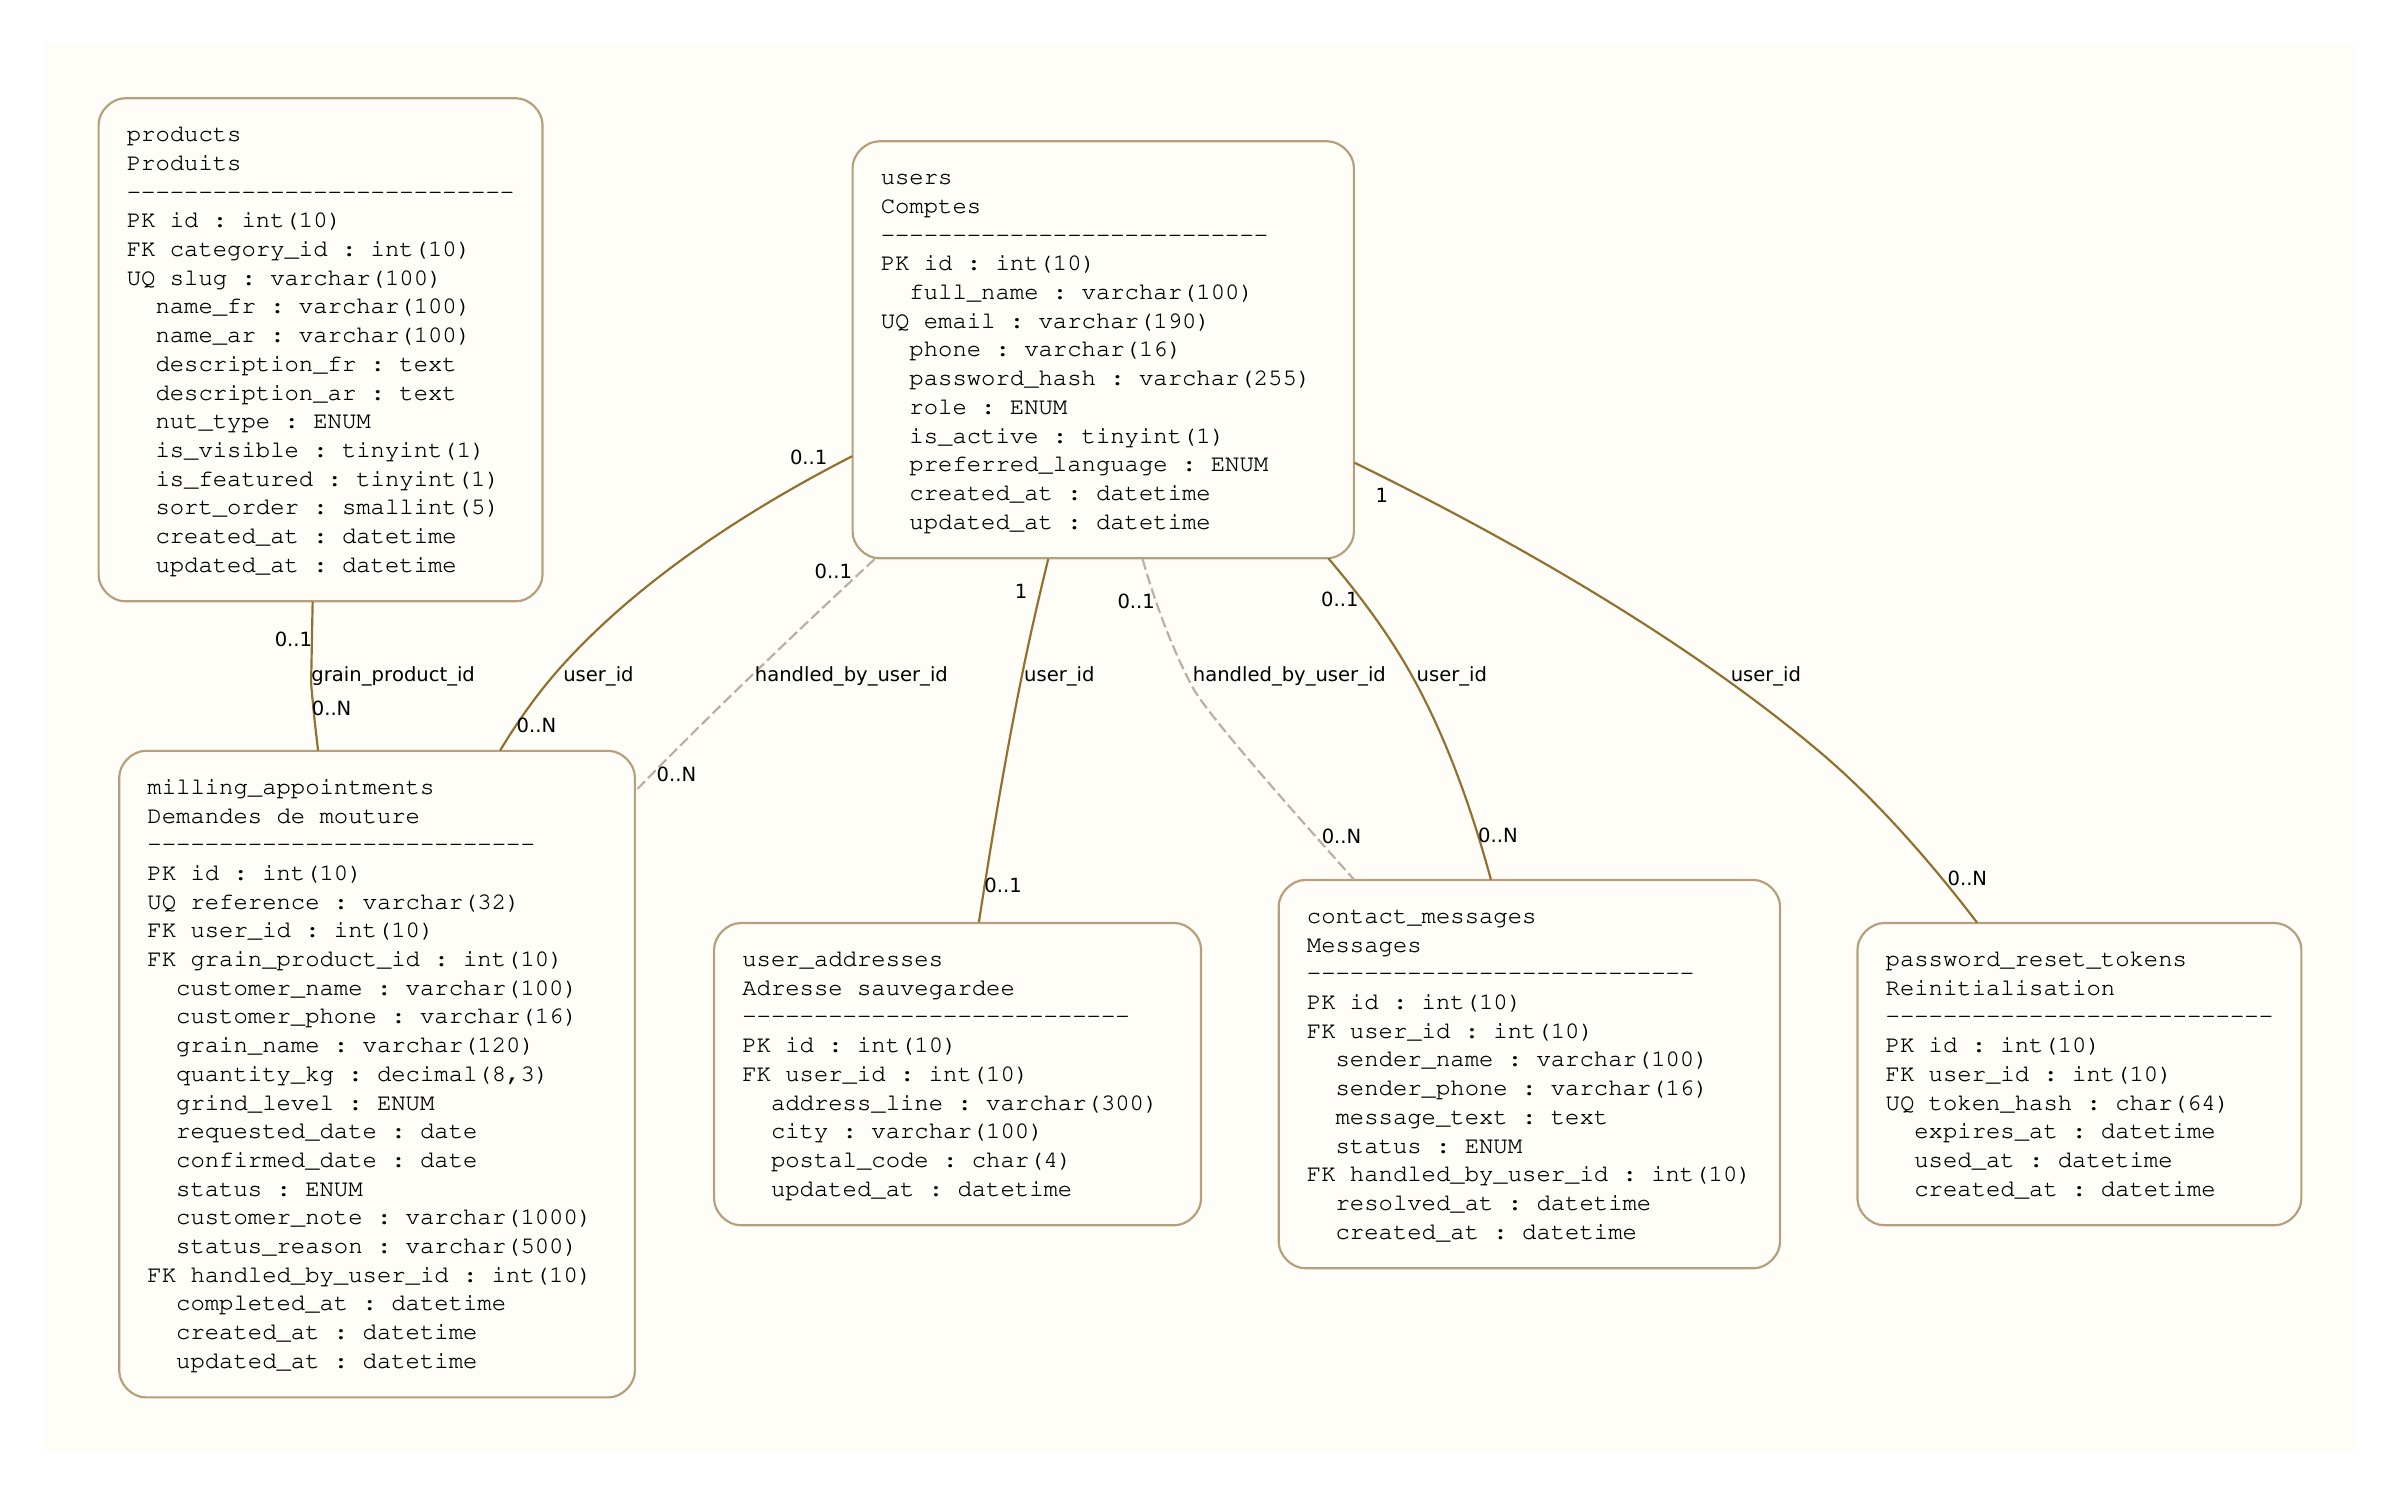 products
Produits
---------------------------
PK id : int(10)
FK category_id : int(10)
UQ slug : varchar(100)
name_fr : varchar(100)
name_ar : varchar(100)
description_fr : text
description_ar : text
nut_type : ENUM
is_visible : tinyint(1)
is_featured : tinyint(1)
sort_order : smallint(5)
created_at : datetime
updated_at : datetime
users
Comptes
---------------------------
PK id : int(10)
full_name : varchar(100)
UQ email : varchar(190)
phone : varchar(16)
password_hash : varchar(255)
role : ENUM
is_active : tinyint(1)
preferred_language : ENUM
created_at : datetime
updated_at : datetime
0..1
1
0..1
1
0..1
0..1
0..1
grain_product_id
user_id
handled_by_user_id
user_id
handled_by_user_id
user_id
user_id
0..N
0..N
0..N
0..1
0..N
0..N
0..N
milling_appointments
Demandes de mouture
---------------------------
PK id : int(10)
UQ reference : varchar(32)
FK user_id : int(10)
FK grain_product_id : int(10)
customer_name : varchar(100)
customer_phone : varchar(16)
grain_name : varchar(120)
quantity_kg : decimal(8,3)
grind_level : ENUM
requested_date : date
confirmed_date : date
status : ENUM
customer_note : varchar(1000)
status_reason : varchar(500)
FK handled_by_user_id : int(10)
completed_at : datetime
created_at : datetime
updated_at : datetime
user_addresses
Adresse sauvegardee
---------------------------
PK id : int(10)
FK user_id : int(10)
address_line : varchar(300)
city : varchar(100)
postal_code : char(4)
updated_at : datetime
contact_messages
Messages
---------------------------
PK id : int(10)
FK user_id : int(10)
sender_name : varchar(100)
sender_phone : varchar(16)
message_text : text
status : ENUM
FK handled_by_user_id : int(10)
resolved_at : datetime
created_at : datetime
password_reset_tokens
Reinitialisation
---------------------------
PK id : int(10)
FK user_id : int(10)
UQ token_hash : char(64)
expires_at : datetime
used_at : datetime
created_at : datetime